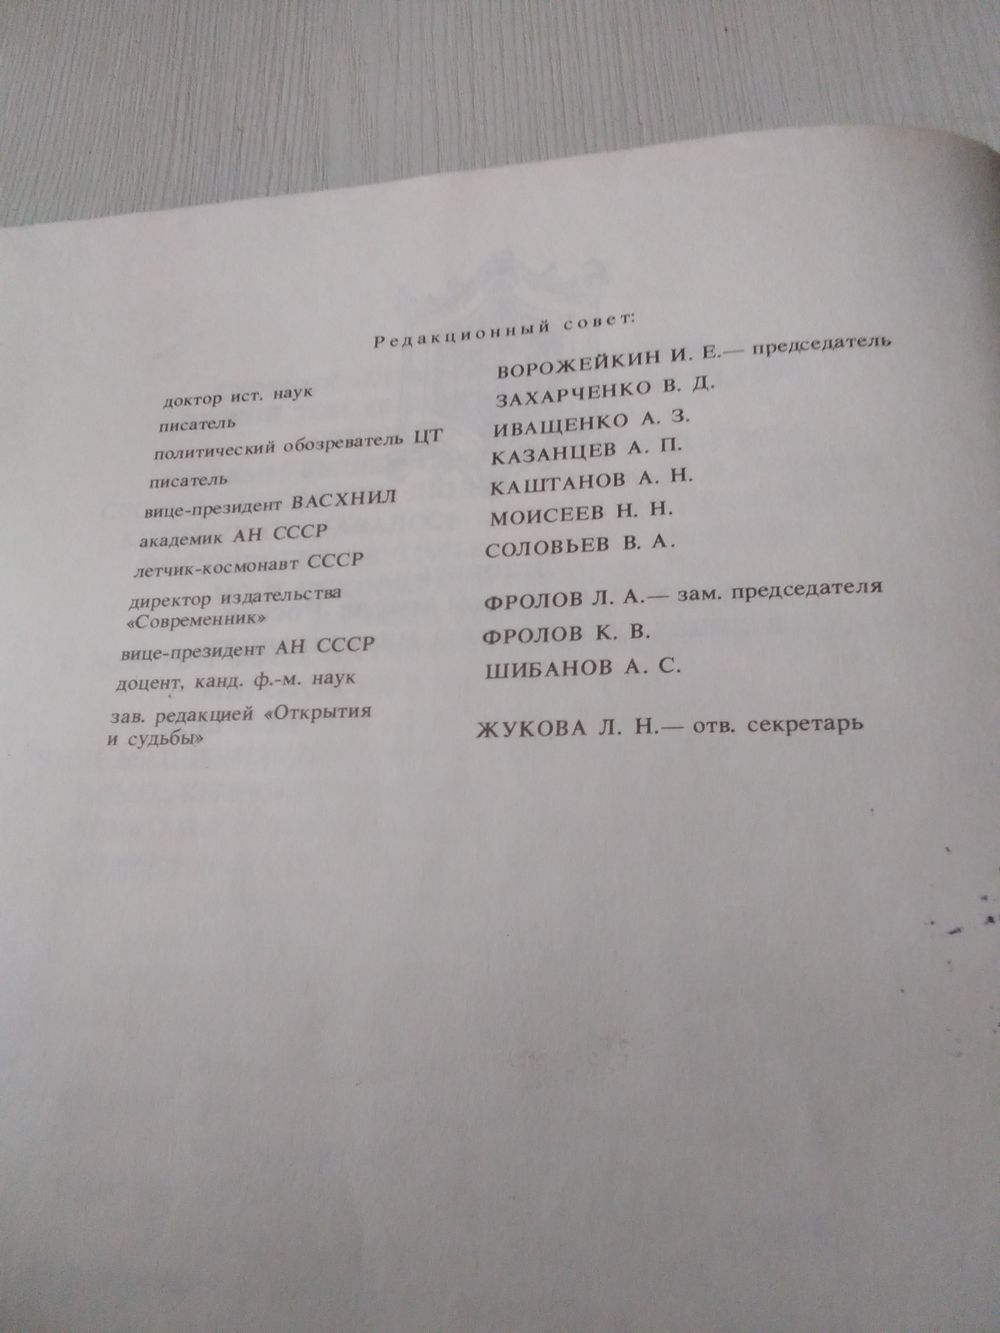 Редакционный совет:
доктор ист. наук ВОРОЖЕЙКИН И. Е.— председатель
писатель ЗАХАРЧЕНКО В. Д.
политический обозреватель ЦТ ИВАЩЕНКО А. З.
писатель КАЗАНЦЕВ А. П.
вице-президент ВАСХНИЛ КАШТАНОВ А. Н.
академик АН СССР МОИСЕЕВ Н. Н.
летчик-космонавт СССР СОЛОВЬЕВ В. А.
директор издательства
«Современник» ФРОЛОВ Л. А.— зам. председателя
вице-президент АН СССР ФРОЛОВ К. В.
доцент, канд. ф.-м. наук ШИБАНОВ А. С.
зав. редакцией «Открытия
и судьбы» ЖУКОВА Л. Н.— отв. секретарь